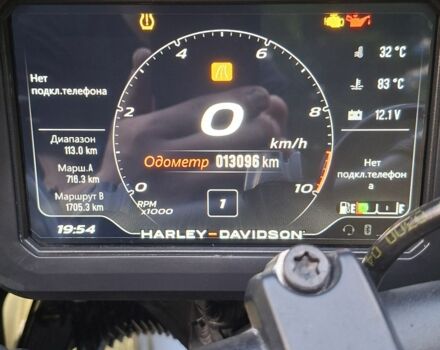 4
6
2
8
0
10
Нет
подкл.телефона
Диапазон
113.0 km
Марш.A
716.3 km
Маршрут B
1705.3 km
19:54
0
km/h
Одометр 013096 km
RPM
x1000
1
HARLEY-DAVIDSON
32 °C
83 °C
12.1 V
Нет
подкл.телефон
а
E F